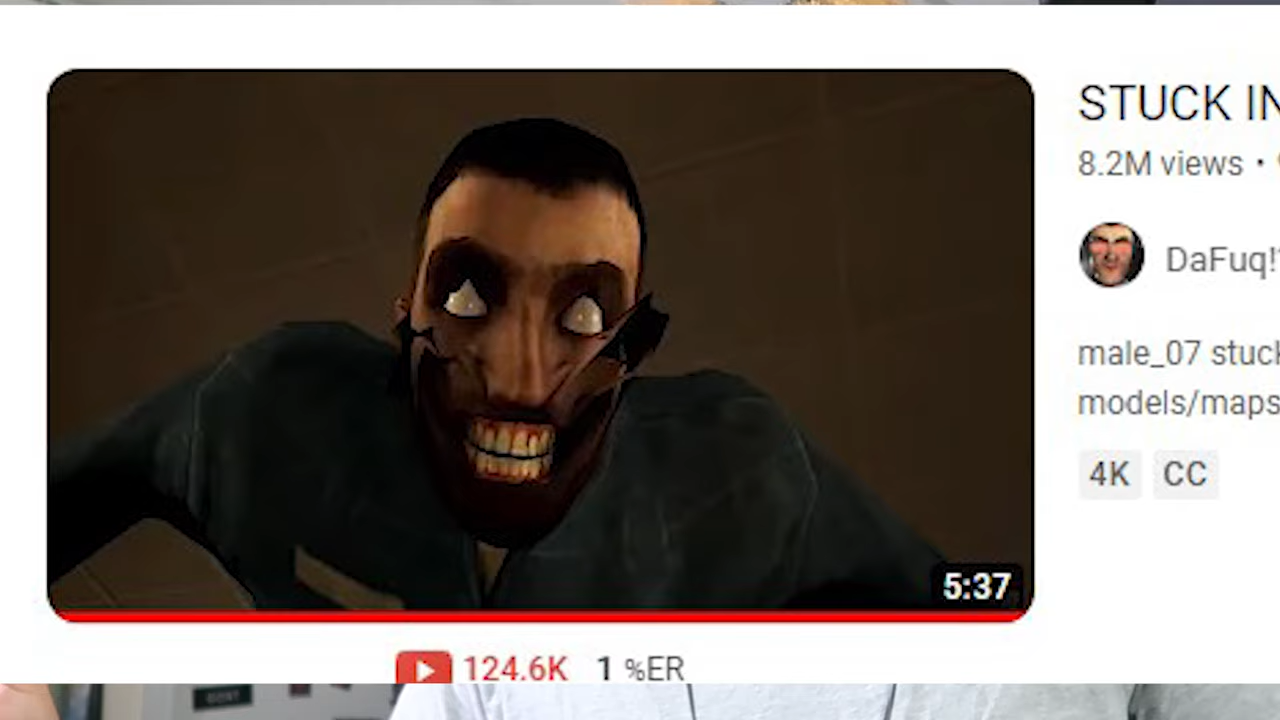 STUCK IN
8.2M views •
DaFuq!
male_07 stuck
models/maps
4K CC
5:37
124.6K 1 %ER